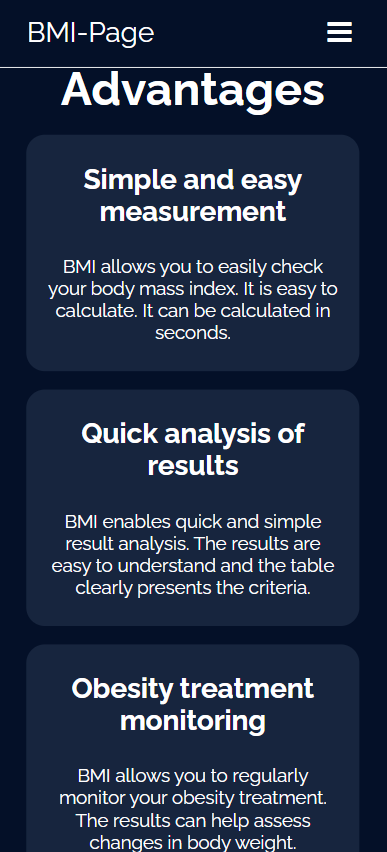 BMI-Page
Advantages
Simple and easy
measurement
BMI allows you to easily check
your body mass index. It is easy to
calculate. It can be calculated in
seconds.
Quick analysis of
results
BMI enables quick and simple
result analysis. The results are
easy to understand and the table
clearly presents the criteria.
Obesity treatment
monitoring
BMI allows you to regularly
monitor your obesity treatment.
The results can help assess
changes in body weight.